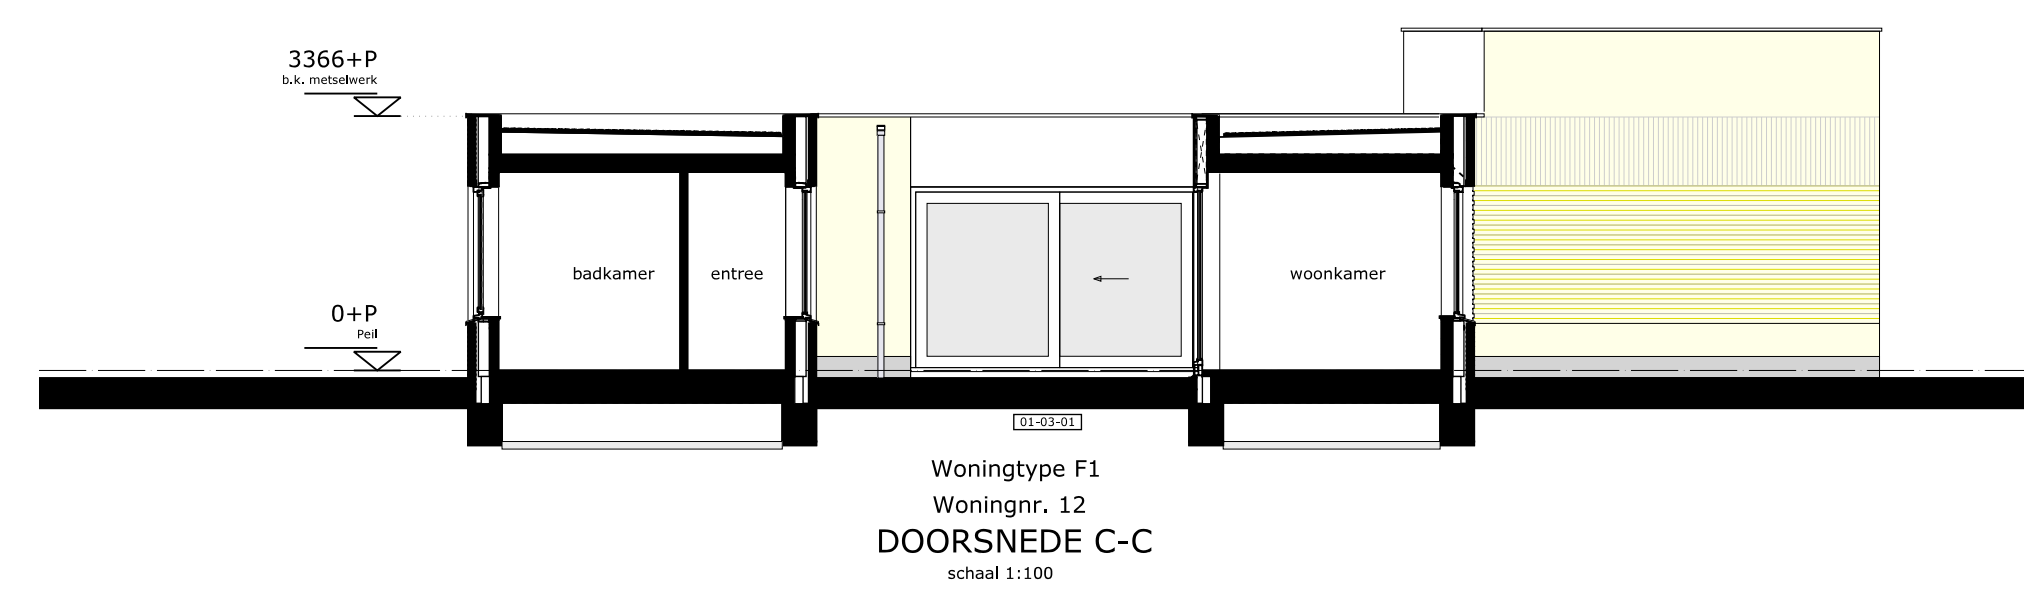 3366+P
b.k. metselwerk
badkamer
entree
woonkamer
0+P
Peil
01-03-01
Woningtype F1
Woningnr. 12
DOORSNEDE C-C
schaal 1:100